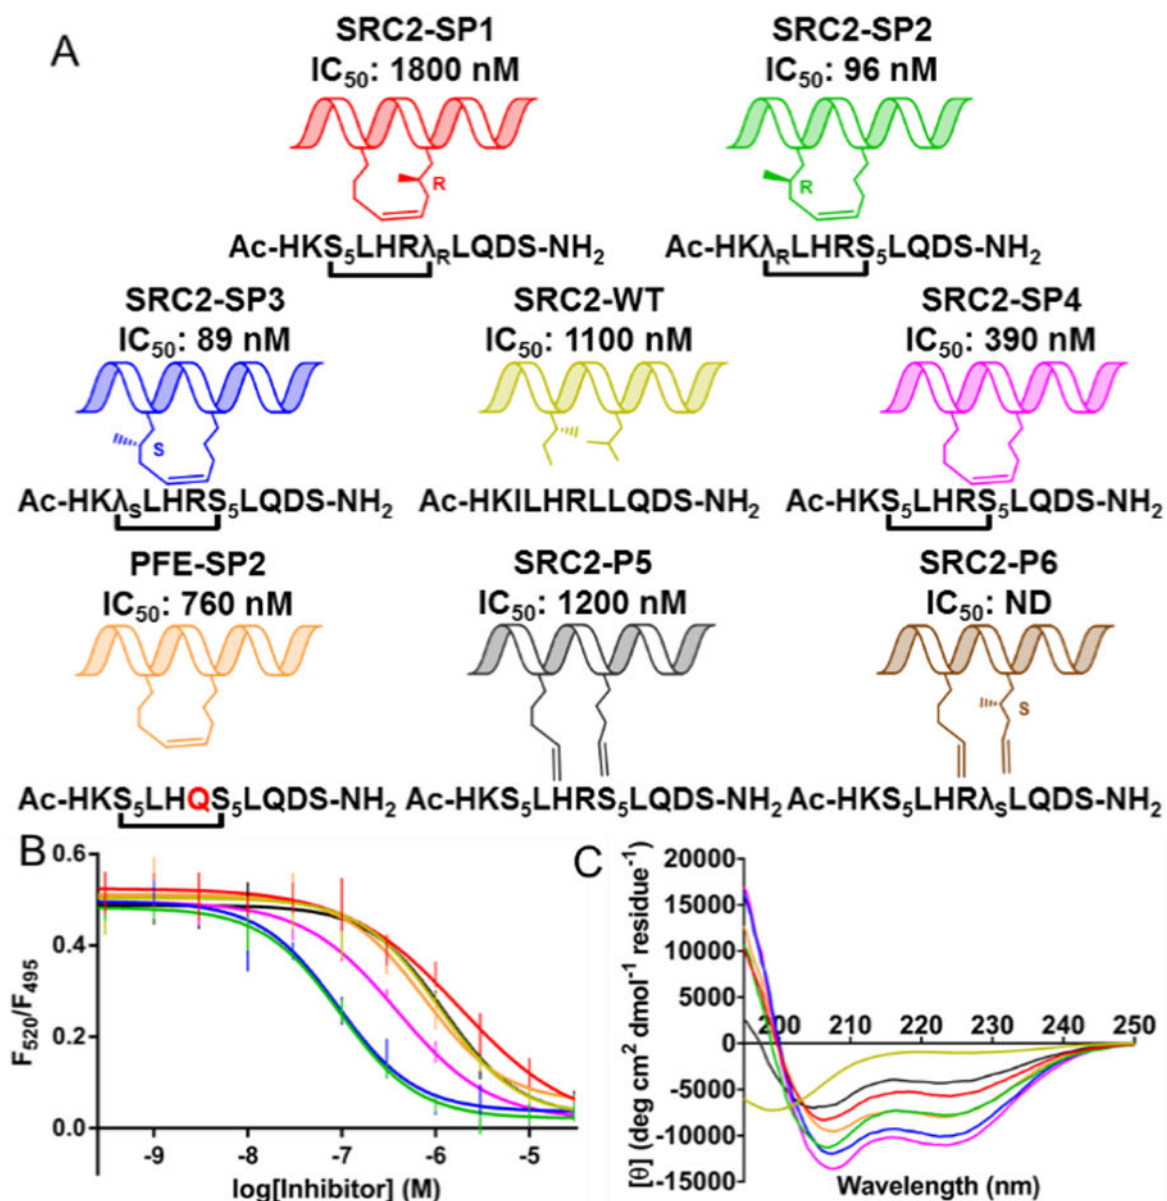 A
SRC2-SP1
IC50: 1800 nM
R
Ac-HKS5LHRλRLQDS-NH2
SRC2-SP2
IC50: 96 nM
R
Ac-HKλRLHRS5LQDS-NH2
SRC2-SP3
IC50: 89 nM
S
Ac-HKλSLHRS5LQDS-NH2
SRC2-WT
IC50: 1100 nM
Ac-HKILHRLLQDS-NH2
SRC2-SP4
IC50: 390 nM
Ac-HKS5LHRS5LQDS-NH2
PFE-SP2
IC50: 760 nM
Ac-HKS5LHQS5LQDS-NH2
SRC2-P5
IC50: 1200 nM
Ac-HKS5LHRS5LQDS-NH2
SRC2-P6
IC50: ND
S
Ac-HKS5LHRλSLQDS-NH2
B
F520/F495
0.6
0.4
0.2
0.0
-9 -8 -7 -6 -5
log[Inhibitor] (M)
C
[θ] (deg cm2 dmol-1 residue-1)
20000
15000
10000
5000
0
-5000
-10000
-15000
200 210 220 230 240 250
Wavelength (nm)